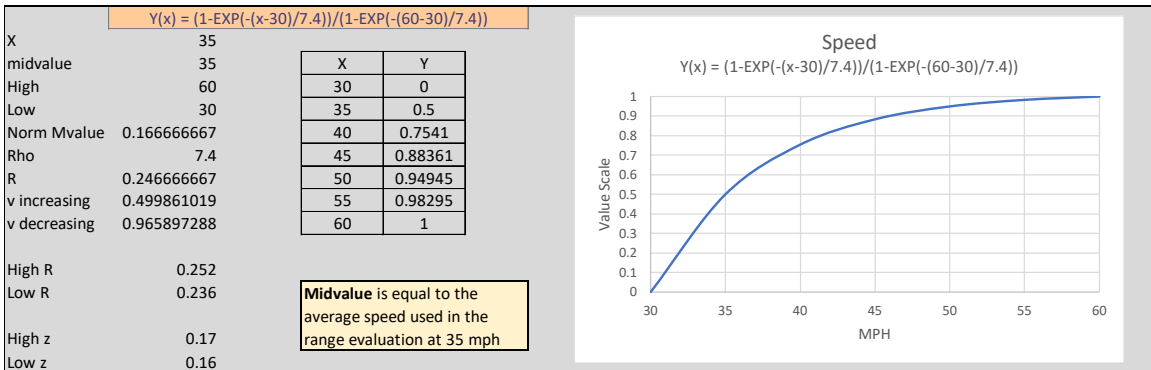 Y(x) = (1-EXP(-(x-30)/7.4))/(1-EXP(-(60-30)/7.4))
X 35
midvalue 35
High 60
Low 30
Norm Mvalue 0.166666667
Rho 7.4
R 0.246666667
v increasing 0.499861019
v decreasing 0.965897288
High R 0.252
Low R 0.236
High z 0.17
Low z 0.16
X Y
30 0
35 0.5
40 0.7541
45 0.88361
50 0.94945
55 0.98295
60 1
Midvalue is equal to the
average speed used in the
range evaluation at 35 mph
Speed
Y(x) = (1-EXP(-(x-30)/7.4))/(1-EXP(-(60-30)/7.4))
Value Scale
1
0.9
0.8
0.7
0.6
0.5
0.4
0.3
0.2
0.1
0
30 35 40 45 50 55 60
MPH